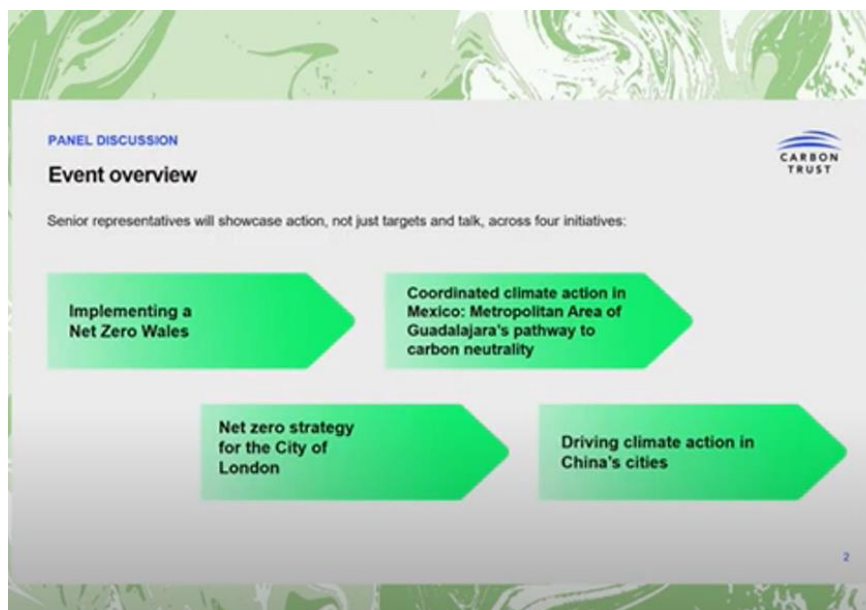 PANEL DISCUSSION
CARBON
TRUST
Event overview
Senior representatives will showcase action, not just targets and talk, across four initiatives:
Implementing a
Net Zero Wales
Coordinated climate action in
Mexico: Metropolitan Area of
Guadalajara's pathway to
carbon neutrality
Net zero strategy
for the City of
London
Driving climate action in
China's cities
2